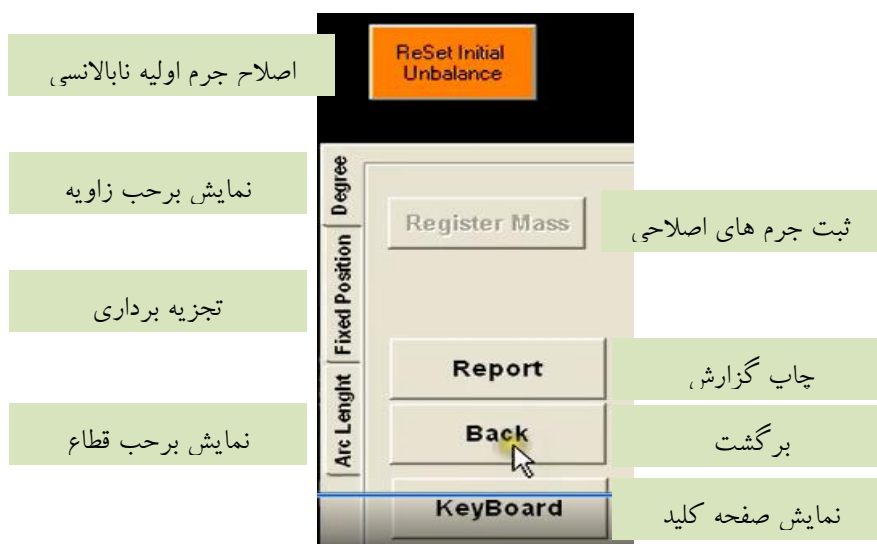 اصلاح جرم اولیه نابالانسی
ReSet Initial
Unbalance
نمایش برحب زاویه
Degree
Register Mass
ثبت جرم های اصلاحی
تجزیه برداری
Fixed Position
Report
چاپ گزارش
نمایش برحب قطاع
Arc Lenght
Back
برگشت
KeyBoard
نمایش صفحه کلید